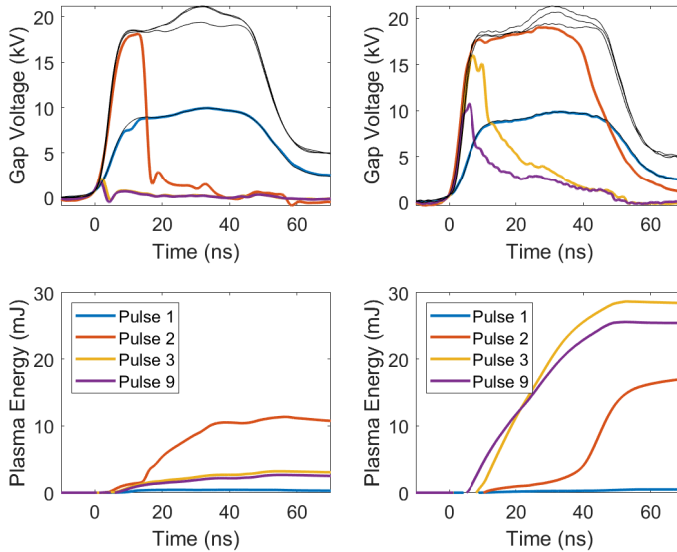 20
15
10
5
0
Gap Voltage (kV)
0
20
40
60
Time (ns)
20
15
10
5
0
Gap Voltage (kV)
0
20
40
60
Time (ns)
30
20
10
0
Plasma Energy (mJ)
Pulse 1
Pulse 2
Pulse 3
Pulse 9
0
20
40
60
Time (ns)
30
20
10
0
Plasma Energy (mJ)
Pulse 1
Pulse 2
Pulse 3
Pulse 9
0
20
40
60
Time (ns)